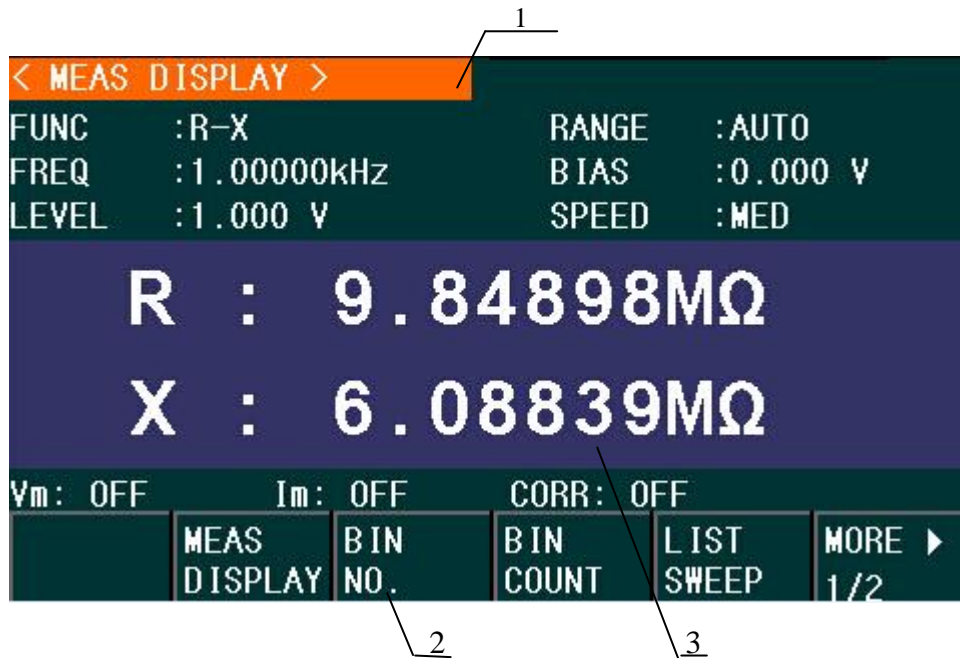 1
< MEAS DISPLAY >
FUNC :R-X RANGE :AUTO
FREQ :1.00000kHz BIAS :0.000 V
LEVEL :1.000 V SPEED :MED
R : 9.84898MΩ
X : 6.08839MΩ
Vm: OFF Im: OFF CORR: OFF
MEAS DISPLAY
BIN NO.
BIN COUNT
LIST SWEEP
MORE ▶ 1/2
2 3